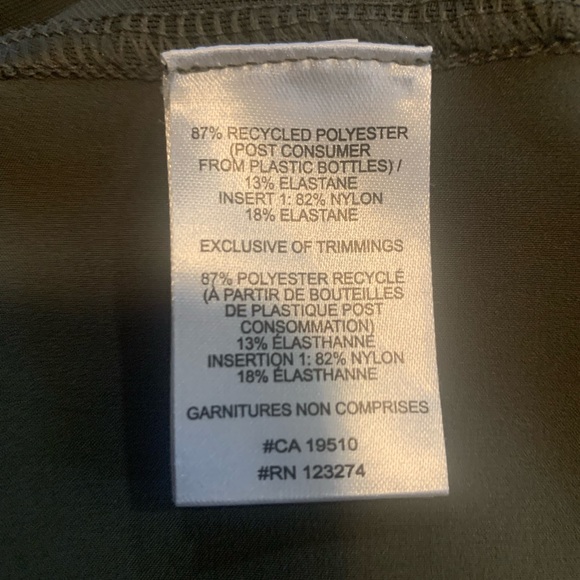 87% RECYCLED POLYESTER
(POST CONSUMER
FROM PLASTIC BOTTLES) /
13% ELASTANE
INSERT 1: 82% NYLON
18% ELASTANE
EXCLUSIVE OF TRIMMINGS
87% POLYESTER RECYCLÉ
(À PARTIR DE BOUTEILLES
DE PLASTIQUE POST
CONSOMMATION)
13% ÉLASTHANNE
INSERTION 1: 82% NYLON
18% ÉLASTHANNE
GARNITURES NON COMPRISES
#CA 19510
#RN 123274